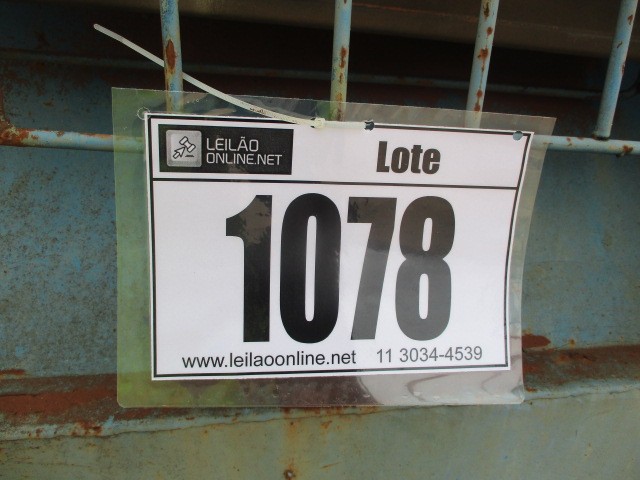 LEILÃO
ONLINE.NET
Lote
1078
www.leilaoonline.net 11 3034-4539